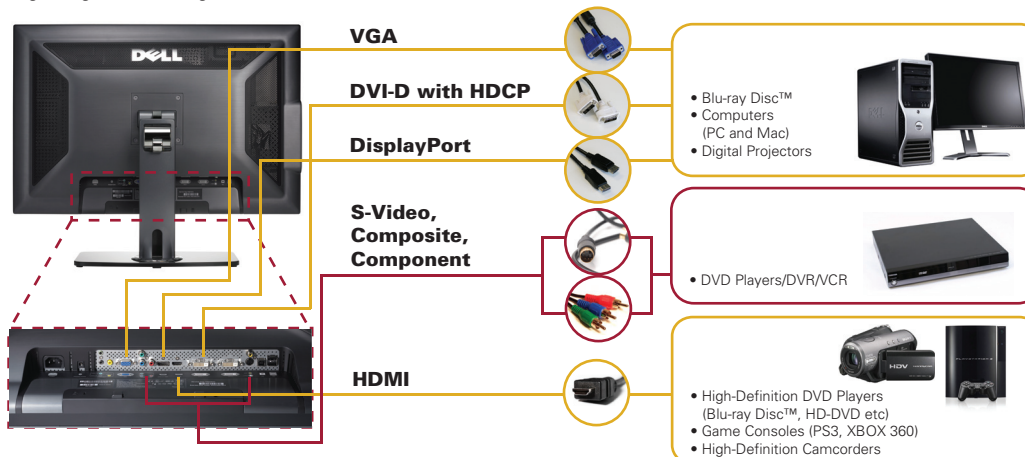 DELL
VGA
DVI-D with HDCP
DisplayPort
S-Video,
Composite,
Component
HDMI
• Blu-ray Disc™
• Computers
(PC and Mac)
• Digital Projectors
• DVD Players/DVR/VCR
HDV
• High-Definition DVD Players
(Blu-ray Disc™, HD-DVD etc)
• Game Consoles (PS3, XBOX 360)
• High-Definition Camcorders